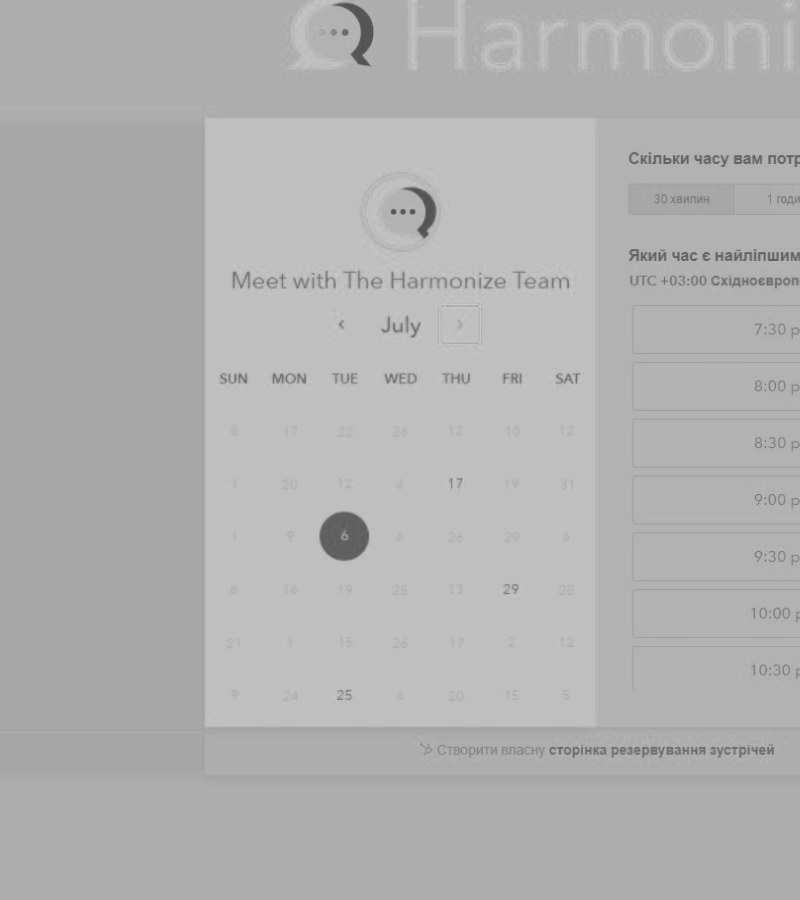 Harmoni
Meet with The Harmonize Team
July
SUN MON TUE WED THU FRI SAT
8 17 22 26 12 10 12
1 20 12 4 17 19 31
1 9 6 6 26 29 6
6 16 19 28 13 29 28
21 1 15 26 17 2 12
9 24 25 4 20 15 5
Скільки часу вам потр
30 хвилин 1 годи
Який час є найліпшим
UTC +03:00 Східноєвроп
7:30 p
8:00 p
8:30 p
9:00 p
9:30 p
10:00 p
10:30 p
Створити власну сторінка резервування зустрічей